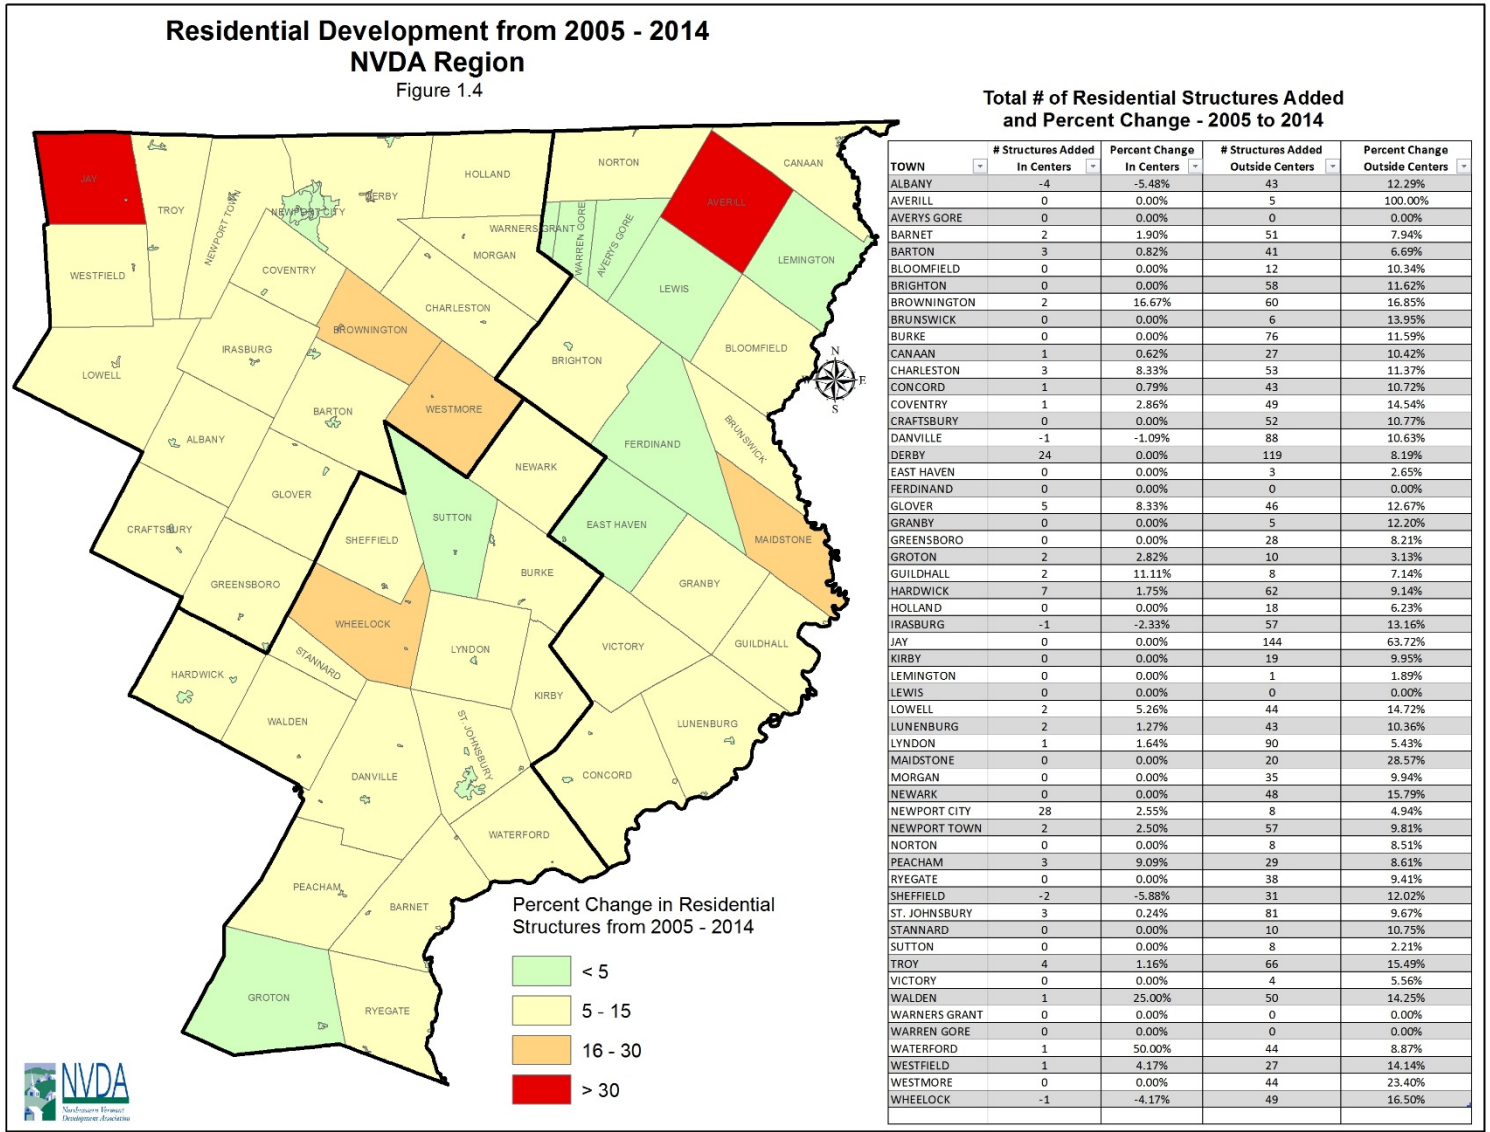 Residential Development from 2005 - 2014
NVDA Region
Figure 1.4
JAY
TROY
NEWPORT TOWN
NEWPORT CITY
DERBY
HOLLAND
NORTON
AVERILL
CANAAN
WESTFIELD
COVENTRY
MORGAN
WARNERS GRANT
WARREN GORE
AVERYS GORE
LEWIS
LEMINGTON
CHARLESTON
BROWNINGTON
IRASBURG
LOWELL
BRIGHTON
BLOOMFIELD
N
W
E
S
BARTON
WESTMORE
ALBANY
NEWARK
FERDINAND
BRUNSWICK
GLOVER
CRAFTSBURY
SUTTON
EAST HAVEN
MAIDSTONE
SHEFFIELD
GREENSBORO
BURKE
GRANBY
WHEELOCK
LYNDON
VICTORY
GUILDHALL
HARDWICK
STANNARD
KIRBY
WALDEN
ST. JOHNSBURY
LUNENBURG
DANVILLE
CONCORD
WATERFORD
PEACHAM
BARNET
GROTON
RYEGATE
Percent Change in Residential
Structures from 2005 - 2014
< 5
5 - 15
16 - 30
> 30
NVDA
Northeastern Vermont
Development Association
Total # of Residential Structures Added
and Percent Change - 2005 to 2014
# Structures Added Percent Change # Structures Added Percent Change
TOWN In Centers In Centers Outside Centers Outside Centers
ALBANY -4 -5.48% 43 12.29%
AVERILL 0 0.00% 5 100.00%
AVERYS GORE 0 0.00% 0 0.00%
BARNET 2 1.90% 51 7.94%
BARTON 3 0.82% 41 6.69%
BLOOMFIELD 0 0.00% 12 10.34%
BRIGHTON 0 0.00% 58 11.62%
BROWNINGTON 2 16.67% 60 16.85%
BRUNSWICK 0 0.00% 6 13.95%
BURKE 0 0.00% 76 11.59%
CANAAN 1 0.62% 27 10.42%
CHARLESTON 3 8.33% 53 11.37%
CONCORD 1 0.79% 43 10.72%
COVENTRY 1 2.86% 49 14.54%
CRAFTSBURY 0 0.00% 52 10.77%
DANVILLE -1 -1.09% 88 10.63%
DERBY 24 0.00% 119 8.19%
EAST HAVEN 0 0.00% 3 2.65%
FERDINAND 0 0.00% 0 0.00%
GLOVER 5 8.33% 46 12.67%
GRANBY 0 0.00% 5 12.20%
GREENSBORO 0 0.00% 28 8.21%
GROTON 2 2.82% 10 3.13%
GUILDHALL 2 11.11% 8 7.14%
HARDWICK 7 1.75% 62 9.14%
HOLLAND 0 0.00% 18 6.23%
IRASBURG -1 -2.33% 57 13.16%
JAY 0 0.00% 144 63.72%
KIRBY 0 0.00% 19 9.95%
LEMINGTON 0 0.00% 1 1.89%
LEWIS 0 0.00% 0 0.00%
LOWELL 2 5.26% 44 14.72%
LUNENBURG 2 1.27% 43 10.36%
LYNDON 1 1.64% 90 5.43%
MAIDSTONE 0 0.00% 20 28.57%
MORGAN 0 0.00% 35 9.94%
NEWARK 0 0.00% 48 15.79%
NEWPORT CITY 28 2.55% 8 4.94%
NEWPORT TOWN 2 2.50% 57 9.81%
NORTON 0 0.00% 8 8.51%
PEACHAM 3 9.09% 29 8.61%
RYEGATE 0 0.00% 38 9.41%
SHEFFIELD -2 -5.88% 31 12.02%
ST. JOHNSBURY 3 0.24% 81 9.67%
STANNARD 0 0.00% 10 10.75%
SUTTON 0 0.00% 8 2.21%
TROY 4 1.16% 66 15.49%
VICTORY 0 0.00% 4 5.56%
WALDEN 1 25.00% 50 14.25%
WARNERS GRANT 0 0.00% 0 0.00%
WARREN GORE 0 0.00% 0 0.00%
WATERFORD 1 50.00% 44 8.87%
WESTFIELD 1 4.17% 27 14.14%
WESTMORE 0 0.00% 44 23.40%
WHEELOCK -1 -4.17% 49 16.50%